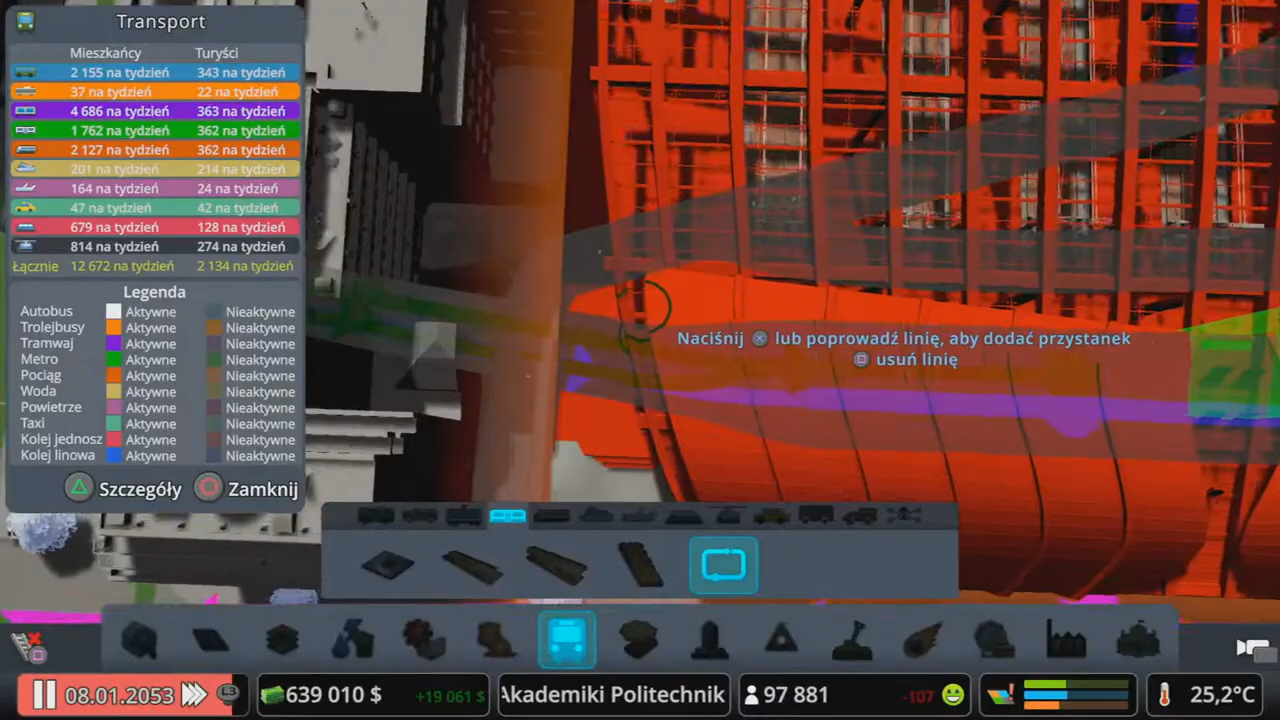 Transport
Mieszkańcy Turyści
2 155 na tydzień 343 na tydzień
37 na tydzień 22 na tydzień
4 686 na tydzień 363 na tydzień
1 762 na tydzień 362 na tydzień
2 127 na tydzień 362 na tydzień
201 na tydzień 214 na tydzień
164 na tydzień 24 na tydzień
47 na tydzień 42 na tydzień
679 na tydzień 128 na tydzień
814 na tydzień 274 na tydzień
Łącznie 12 672 na tydzień 2 134 na tydzień
Legenda
Autobus Aktywne Nieaktywne
Trolejbusy Aktywne Nieaktywne
Tramwaj Aktywne Nieaktywne
Metro Aktywne Nieaktywne
Pociąg Aktywne Nieaktywne
Woda Aktywne Nieaktywne
Powietrze Aktywne Nieaktywne
Taxi Aktywne Nieaktywne
Kolej jednosz Aktywne Nieaktywne
Kolej linowa Aktywne Nieaktywne
Szczegóły Zamknij
Naciśnij lub poprowadź linię, aby dodać przystanek
usuń linię
08.01.2053 L3 639 010 $ +19 061 $ Akademiki Politechnik 97 881 -107 25,2°C